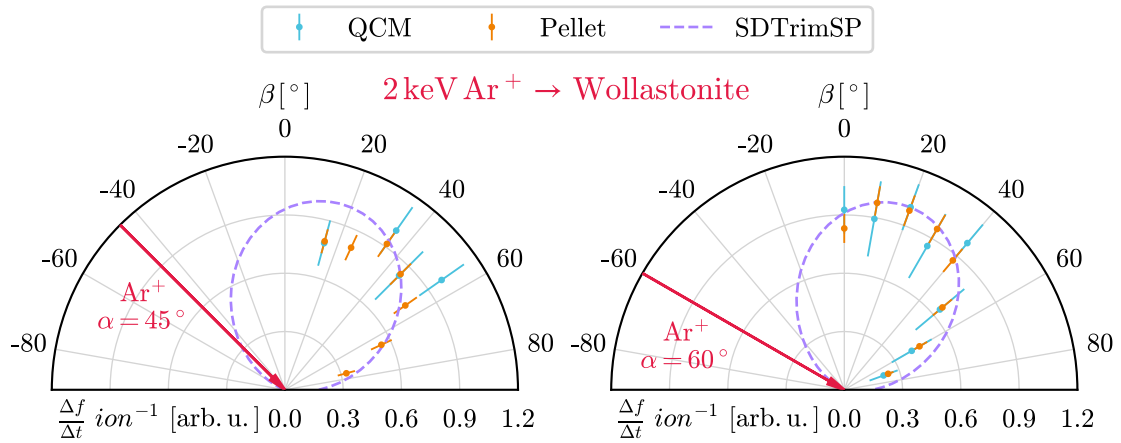 QCM Pellet SDTrimSP
2 keV Ar⁺ → Wollastonite
β[°]
0
-20 20
-40 40
-60 60
-80 80
Ar⁺
α = 45°
Δf/Δt ion⁻¹ [arb. u.] 0.0 0.3 0.6 0.9 1.2
β[°]
0
-20 20
-40 40
-60 60
-80 80
Ar⁺
α = 60°
Δf/Δt ion⁻¹ [arb. u.] 0.0 0.3 0.6 0.9 1.2